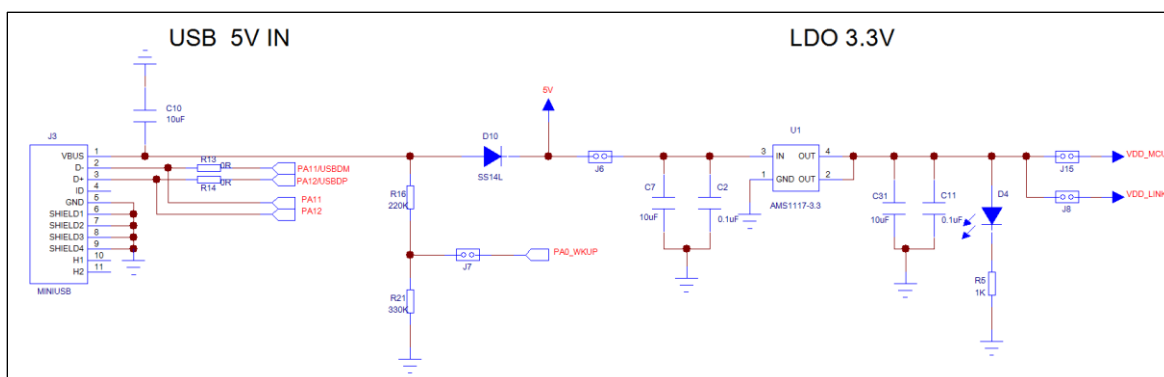 USB 5V IN
LDO 3.3V
C10
10uF
J3
VBUS 1
D- 2
D+ 3
ID 4
GND 5
SHIELD1 6
SHIELD2 7
SHIELD3 8
SHIELD4 9
H1 10
H2 11
MINIUSB
R13 0R
R14 0R
PA11/USBDM
PA12/USBDP
PA11
PA12
R16
220K
R21
330K
J7
PA0_WKUP
D10
SS14L
5V
J6
C7
10uF
C2
0.1uF
U1
3 IN OUT 4
1 GND OUT 2
AMS1117-3.3
C31
10uF
C11
0.1uF
D4
R5
1K
J15
VDD_MCU
J8
VDD_LINK